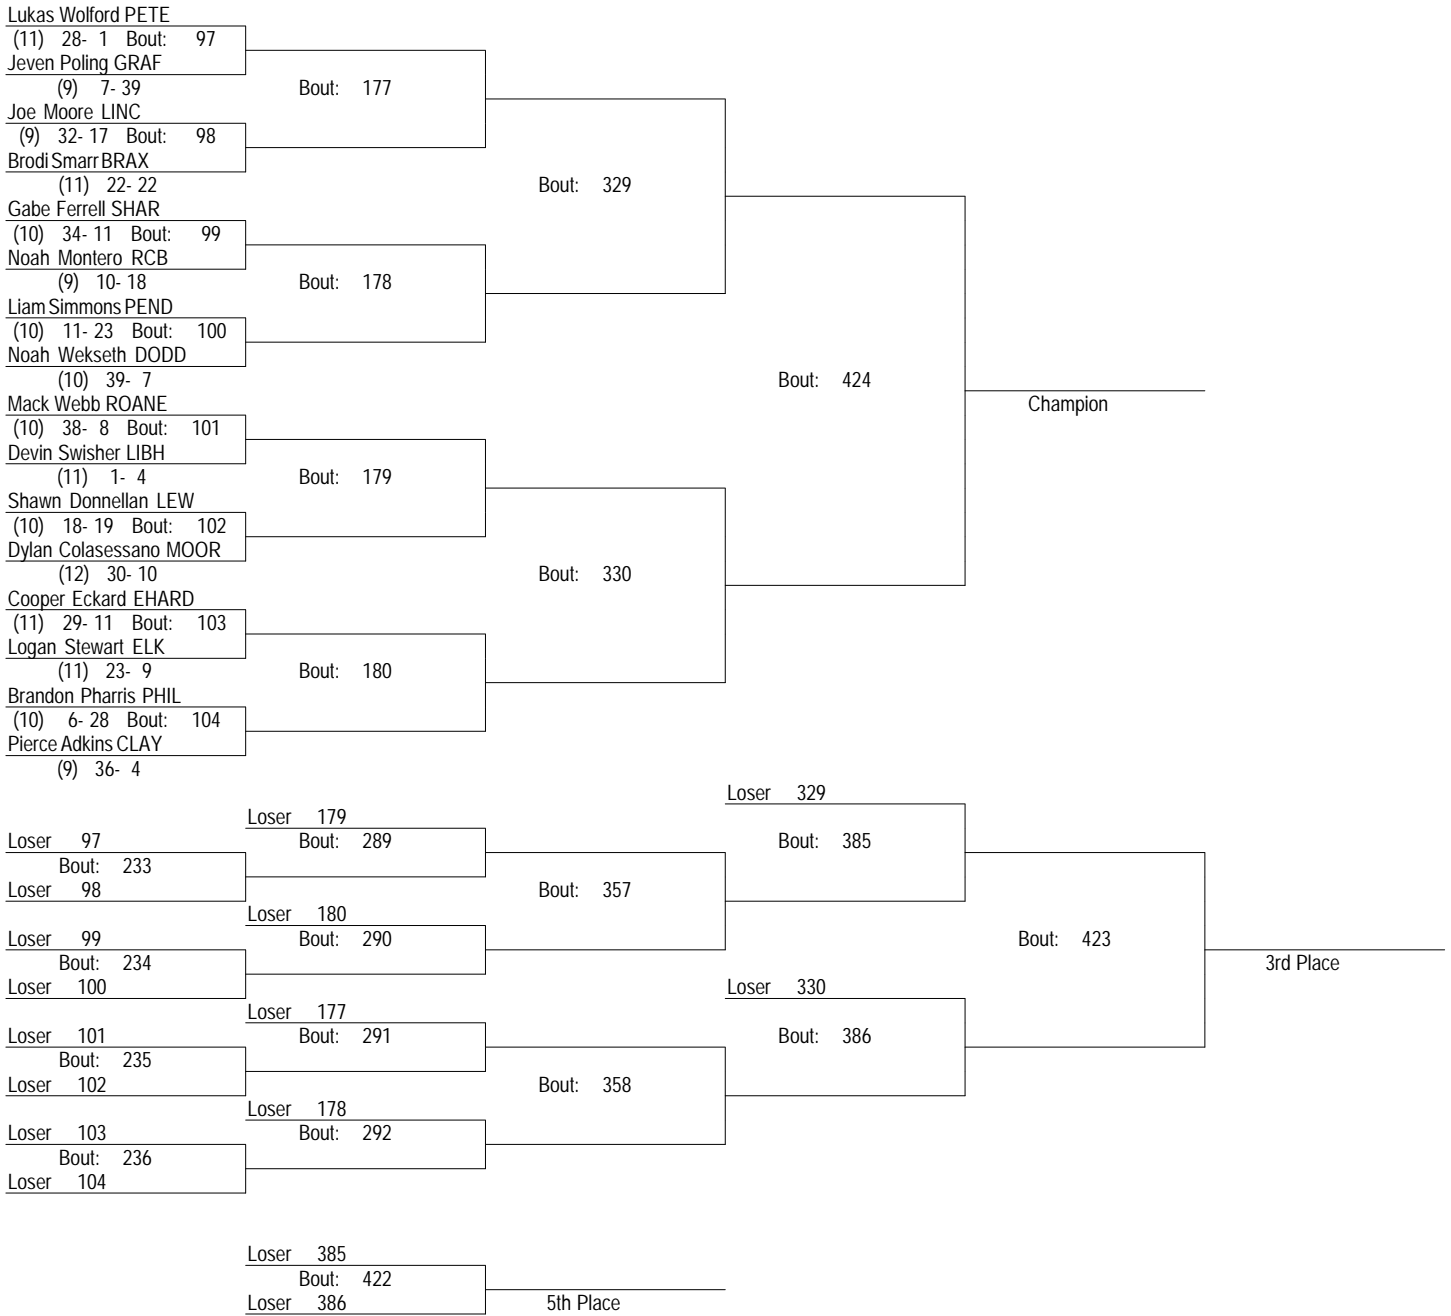 Lukas Wolford PETE
(11) 28- 1 Bout: 97
Jeven Poling GRAF
(9) 7- 39
Bout: 177
Joe Moore LINC
(9) 32- 17 Bout: 98
Brodi Smarr BRAX
(11) 22- 22
Bout: 329
Gabe Ferrell SHAR
(10) 34- 11 Bout: 99
Noah Montero RCB
(9) 10- 18
Bout: 178
Liam Simmons PEND
(10) 11- 23 Bout: 100
Noah Wekseth DODD
(10) 39- 7
Bout: 424
Champion
Mack Webb ROANE
(10) 38- 8 Bout: 101
Devin Swisher LIBH
(11) 1- 4
Bout: 179
Shawn Donnellan LEW
(10) 18- 19 Bout: 102
Dylan Colasessano MOOR
(12) 30- 10
Bout: 330
Cooper Eckard EHARD
(11) 29- 11 Bout: 103
Logan Stewart ELK
(11) 23- 9
Bout: 180
Brandon Pharris PHIL
(10) 6- 28 Bout: 104
Pierce Adkins CLAY
(9) 36- 4
Loser 329
Loser 179
Loser 97
Bout: 289
Bout: 385
Bout: 233
Loser 98
Bout: 357
Loser 180
Loser 99
Bout: 290
Bout: 423
Bout: 234
3rd Place
Loser 100
Loser 330
Loser 177
Loser 101
Bout: 291
Bout: 386
Bout: 235
Loser 102
Bout: 358
Loser 178
Loser 103
Bout: 292
Bout: 236
Loser 104
Loser 385
Bout: 422
Loser 386
5th Place